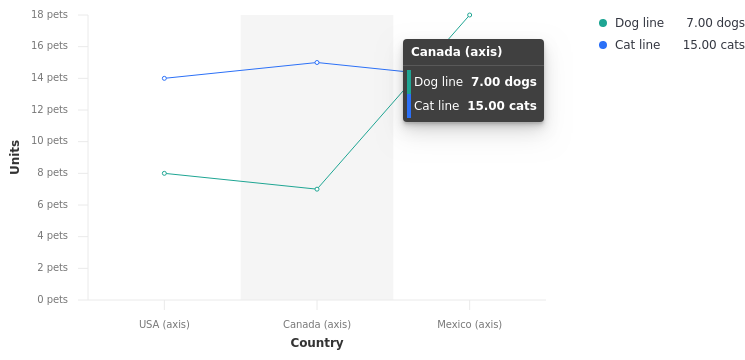 18 pets
16 pets
14 pets
12 pets
10 pets
8 pets
6 pets
4 pets
2 pets
0 pets
Units
USA (axis)
Canada (axis)
Mexico (axis)
Country
Canada (axis)
Dog line 7.00 dogs
Cat line 15.00 cats
Dog line 7.00 dogs
Cat line 15.00 cats